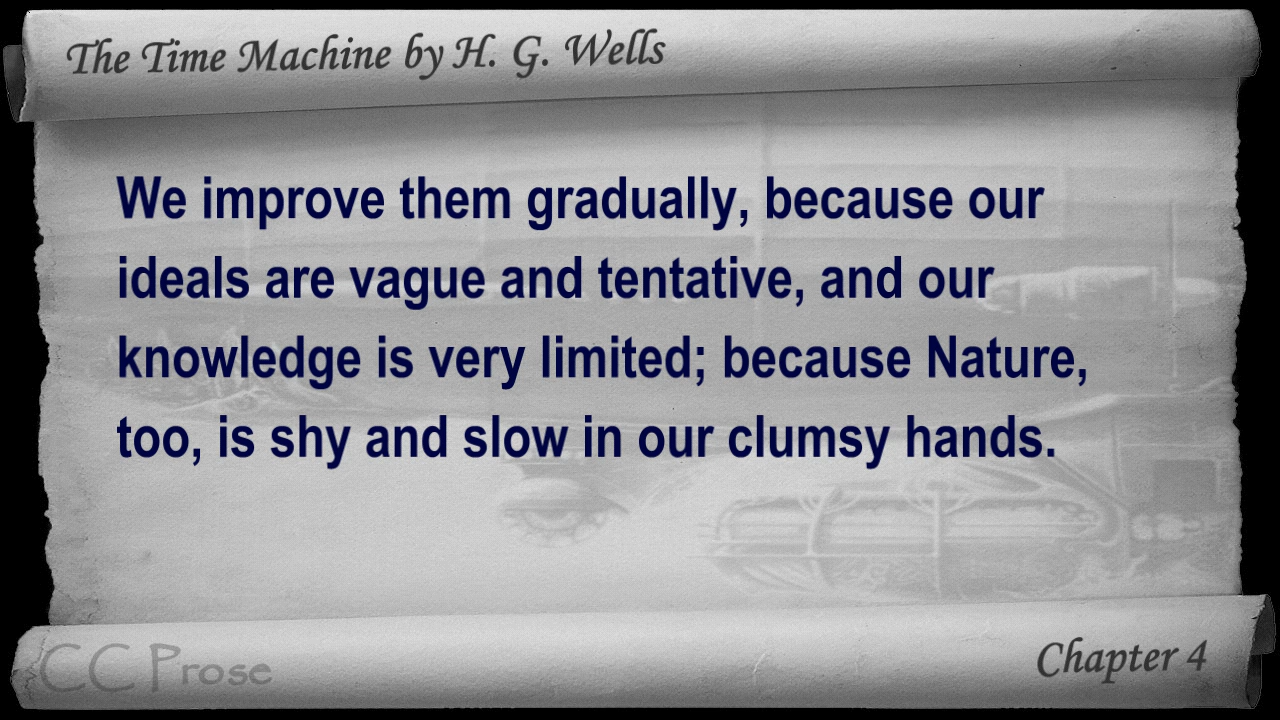 The Time Machine by H. G. Wells
We improve them gradually, because our
ideals are vague and tentative, and our
knowledge is very limited; because Nature,
too, is shy and slow in our clumsy hands.
CC Prose
Chapter 4